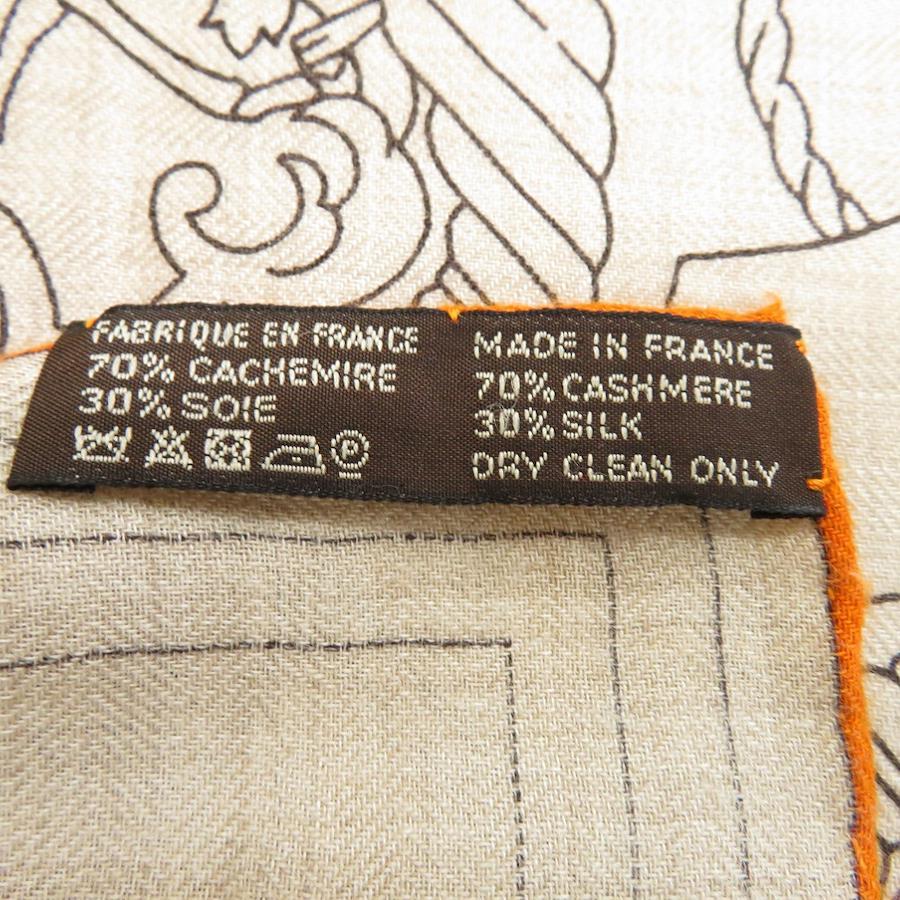 FABRIQUE EN FRANCE
70% CACHEMIRE
30% SOIE
P
MADE IN FRANCE
70% CASHMERE
30% SILK
DRY CLEAN ONLY